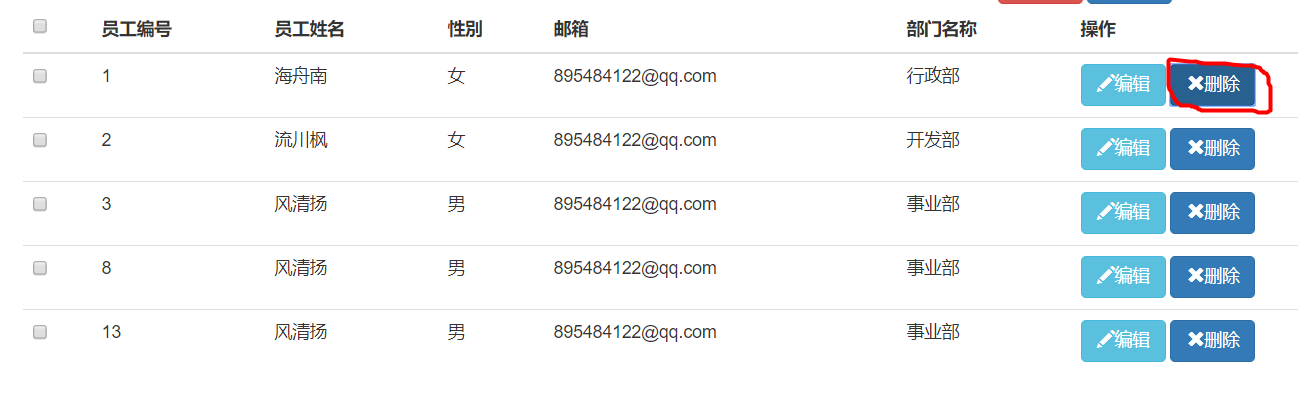 员工编号 员工姓名 性别 邮箱 部门名称 操作
1 海舟南 女 895484122@qq.com 行政部 编辑 删除
2 流川枫 女 895484122@qq.com 开发部 编辑 删除
3 风清扬 男 895484122@qq.com 事业部 编辑 删除
8 风清扬 男 895484122@qq.com 事业部 编辑 删除
13 风清扬 男 895484122@qq.com 事业部 编辑 删除